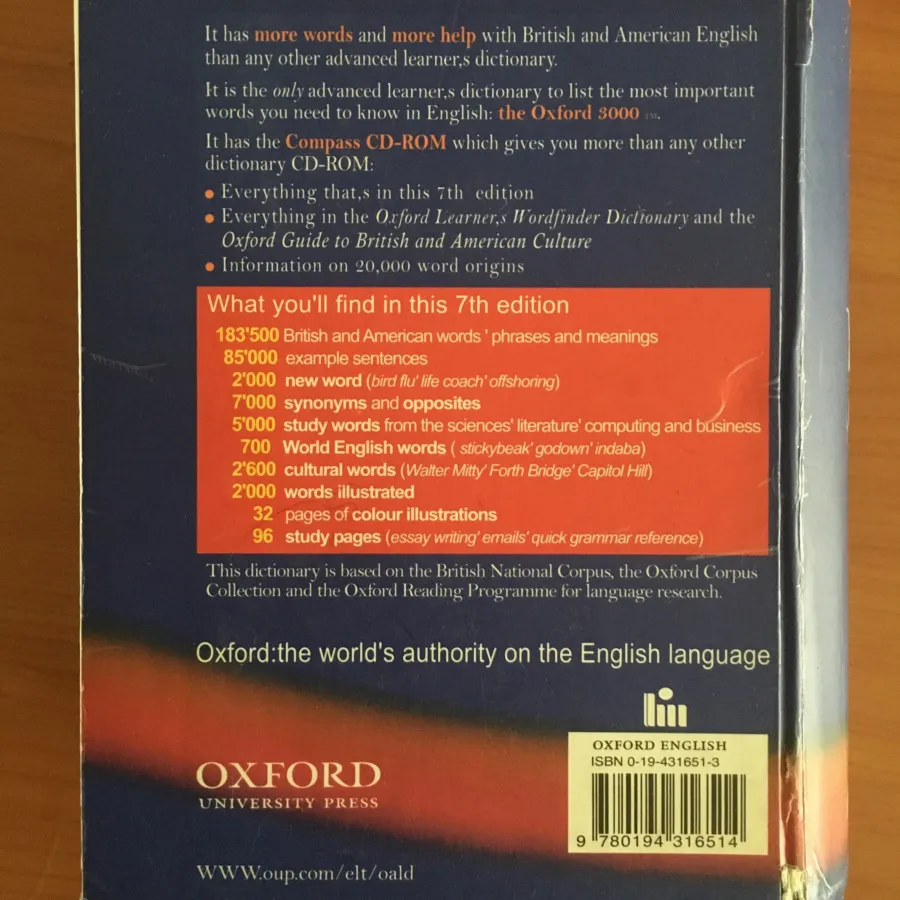 It has more words and more help with British and American English
than any other advanced learner,s dictionary.
It is the only advanced learner,s dictionary to list the most important
words you need to know in English: the Oxford 3000 ™.
It has the Compass CD-ROM which gives you more than any other
dictionary CD-ROM:
• Everything that,s in this 7th edition
• Everything in the Oxford Learner,s Wordfinder Dictionary and the
Oxford Guide to British and American Culture
• Information on 20,000 word origins
What you'll find in this 7th edition
183'500 British and American words ' phrases and meanings
85'000 example sentences
2'000 new word (bird flu' life coach' offshoring)
7'000 synonyms and opposites
5'000 study words from the sciences' literature' computing and business
700 World English words ( stickybeak' godown' indaba)
2'600 cultural words (Walter Mitty' Forth Bridge' Capitol Hill)
2'000 words illustrated
32 pages of colour illustrations
96 study pages (essay writing' emails' quick grammar reference)
This dictionary is based on the British National Corpus, the Oxford Corpus
Collection and the Oxford Reading Programme for language research.
Oxford:the world's authority on the English language
OXFORD ENGLISH
ISBN 0-19-431651-3
9 780194 316514
OXFORD
UNIVERSITY PRESS
WWW.oup.com/elt/oald